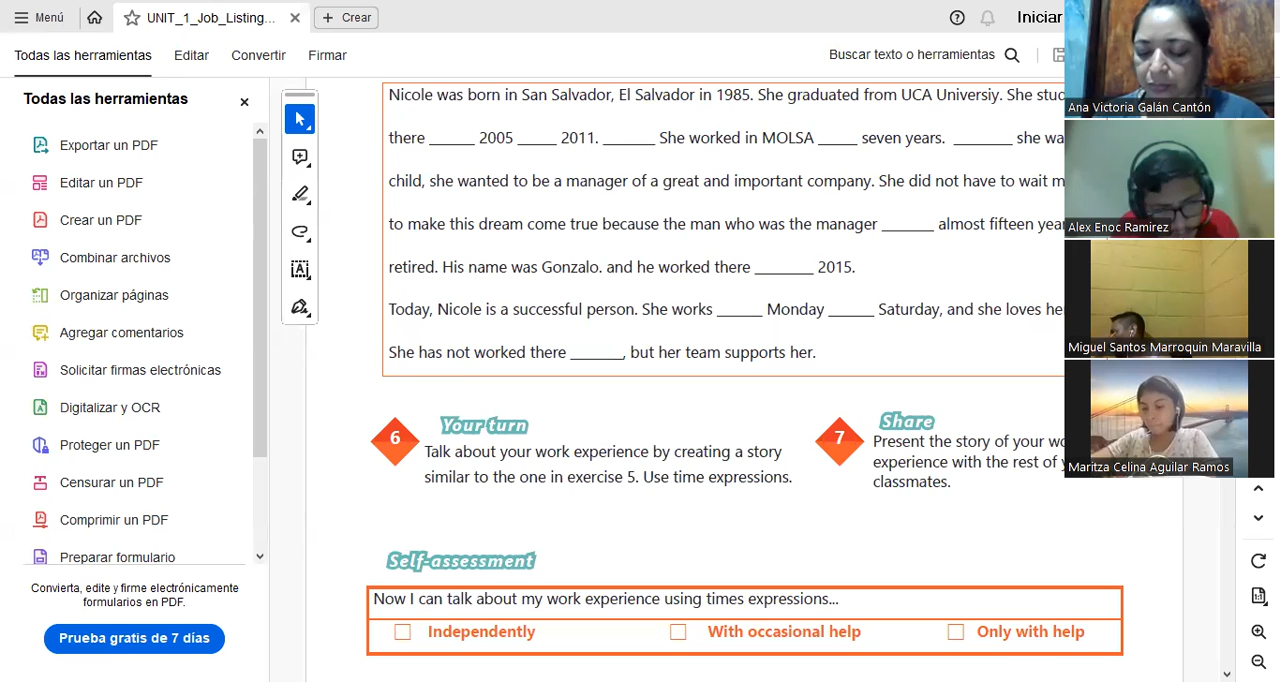 Menú
UNIT_1_Job_Listing...
Crear
Iniciar
Todas las herramientas
Editar
Convertir
Firmar
Buscar texto o herramientas
Todas las herramientas
Exportar un PDF
Editar un PDF
Crear un PDF
Combinar archivos
Organizar páginas
Agregar comentarios
Solicitar firmas electrónicas
Digitalizar y OCR
Proteger un PDF
Censurar un PDF
Comprimir un PDF
Preparar formulario
Convierta, edite y firme electrónicamente
formularios en PDF.
Prueba gratis de 7 días
Nicole was born in San Salvador, El Salvador in 1985. She graduated from UCA Universiy. She stud
there ______ 2005 _____ 2011. _______ She worked in MOLSA _____ seven years. ________ she wa
child, she wanted to be a manager of a great and important company. She did not have to wait m
to make this dream come true because the man who was the manager _______ almost fifteen year
retired. His name was Gonzalo. and he worked there ________ 2015.
Today, Nicole is a successful person. She works ______ Monday ______ Saturday, and she loves he
She has not worked there _______, but her team supports her.
6
Your turn
Talk about your work experience by creating a story
similar to the one in exercise 5. Use time expressions.
7
Share
Present the story of your wo
experience with the rest of y
classmates.
Self-assessment
Now I can talk about my work experience using times expressions...
Independently
With occasional help
Only with help
Ana Victoria Galán Cantón
Alex Enoc Ramirez
Miguel Santos Marroquin Maravilla
Maritza Celina Aguilar Ramos